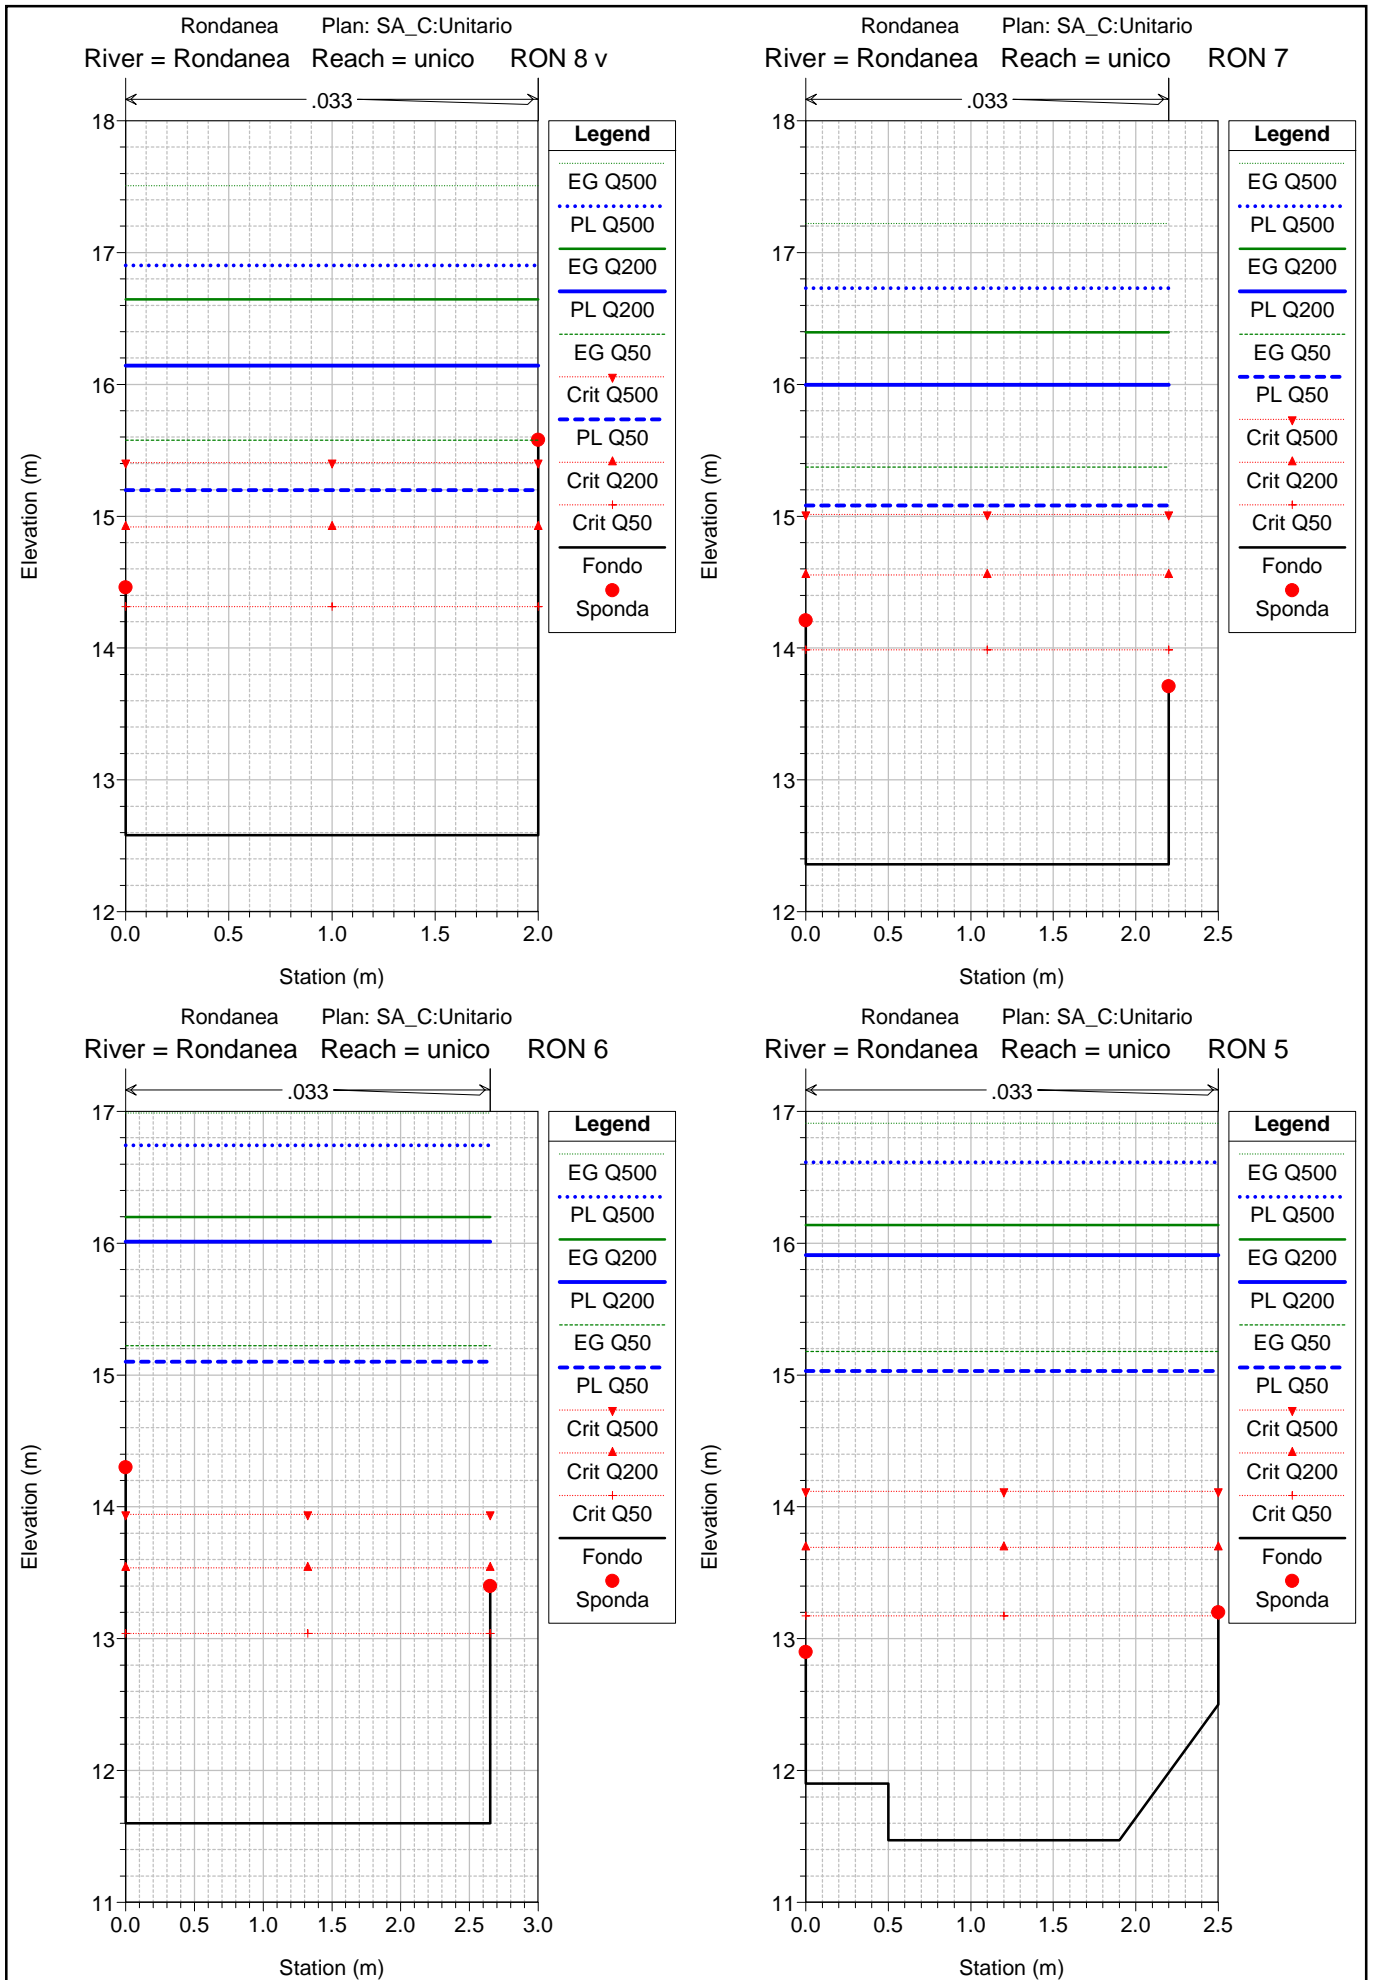 Rondanea Plan: SA_C:Unitario
River = Rondanea Reach = unico RON 8 v
.033
Legend
EG Q500
PL Q500
EG Q200
PL Q200
EG Q50
Crit Q500
PL Q50
Crit Q200
Crit Q50
Fondo
Sponda
18
17
16
15
14
13
12
Elevation (m)
0.0 0.5 1.0 1.5 2.0
Station (m)
Rondanea Plan: SA_C:Unitario
River = Rondanea Reach = unico RON 7
.033
Legend
EG Q500
PL Q500
EG Q200
PL Q200
EG Q50
PL Q50
Crit Q500
Crit Q200
Crit Q50
Fondo
Sponda
18
17
16
15
14
13
12
Elevation (m)
0.0 0.5 1.0 1.5 2.0 2.5
Station (m)
Rondanea Plan: SA_C:Unitario
River = Rondanea Reach = unico RON 6
.033
Legend
EG Q500
PL Q500
EG Q200
PL Q200
EG Q50
PL Q50
Crit Q500
Crit Q200
Crit Q50
Fondo
Sponda
17
16
15
14
13
12
11
Elevation (m)
0.0 0.5 1.0 1.5 2.0 2.5 3.0
Station (m)
Rondanea Plan: SA_C:Unitario
River = Rondanea Reach = unico RON 5
.033
Legend
EG Q500
PL Q500
EG Q200
PL Q200
EG Q50
PL Q50
Crit Q500
Crit Q200
Crit Q50
Fondo
Sponda
17
16
15
14
13
12
11
Elevation (m)
0.0 0.5 1.0 1.5 2.0 2.5
Station (m)